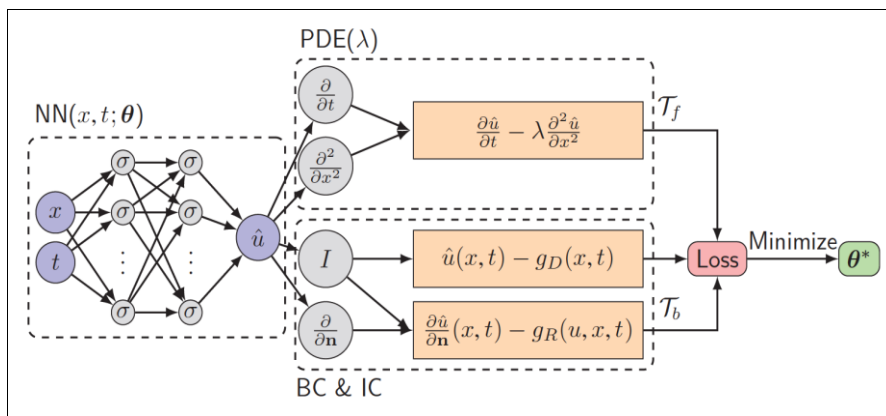 PDE(λ)
NN(x, t; θ)
∂/∂t
∂²/∂x²
∂û/∂t − λ ∂²û/∂x²
𝒯_f
x
t
σ σ
σ σ
⋮ ⋮
σ σ
û
I
∂/∂n
û(x, t) − g_D(x, t)
∂û/∂n (x, t) − g_R(u, x, t)
𝒯_b
Loss
Minimize
θ*
BC & IC